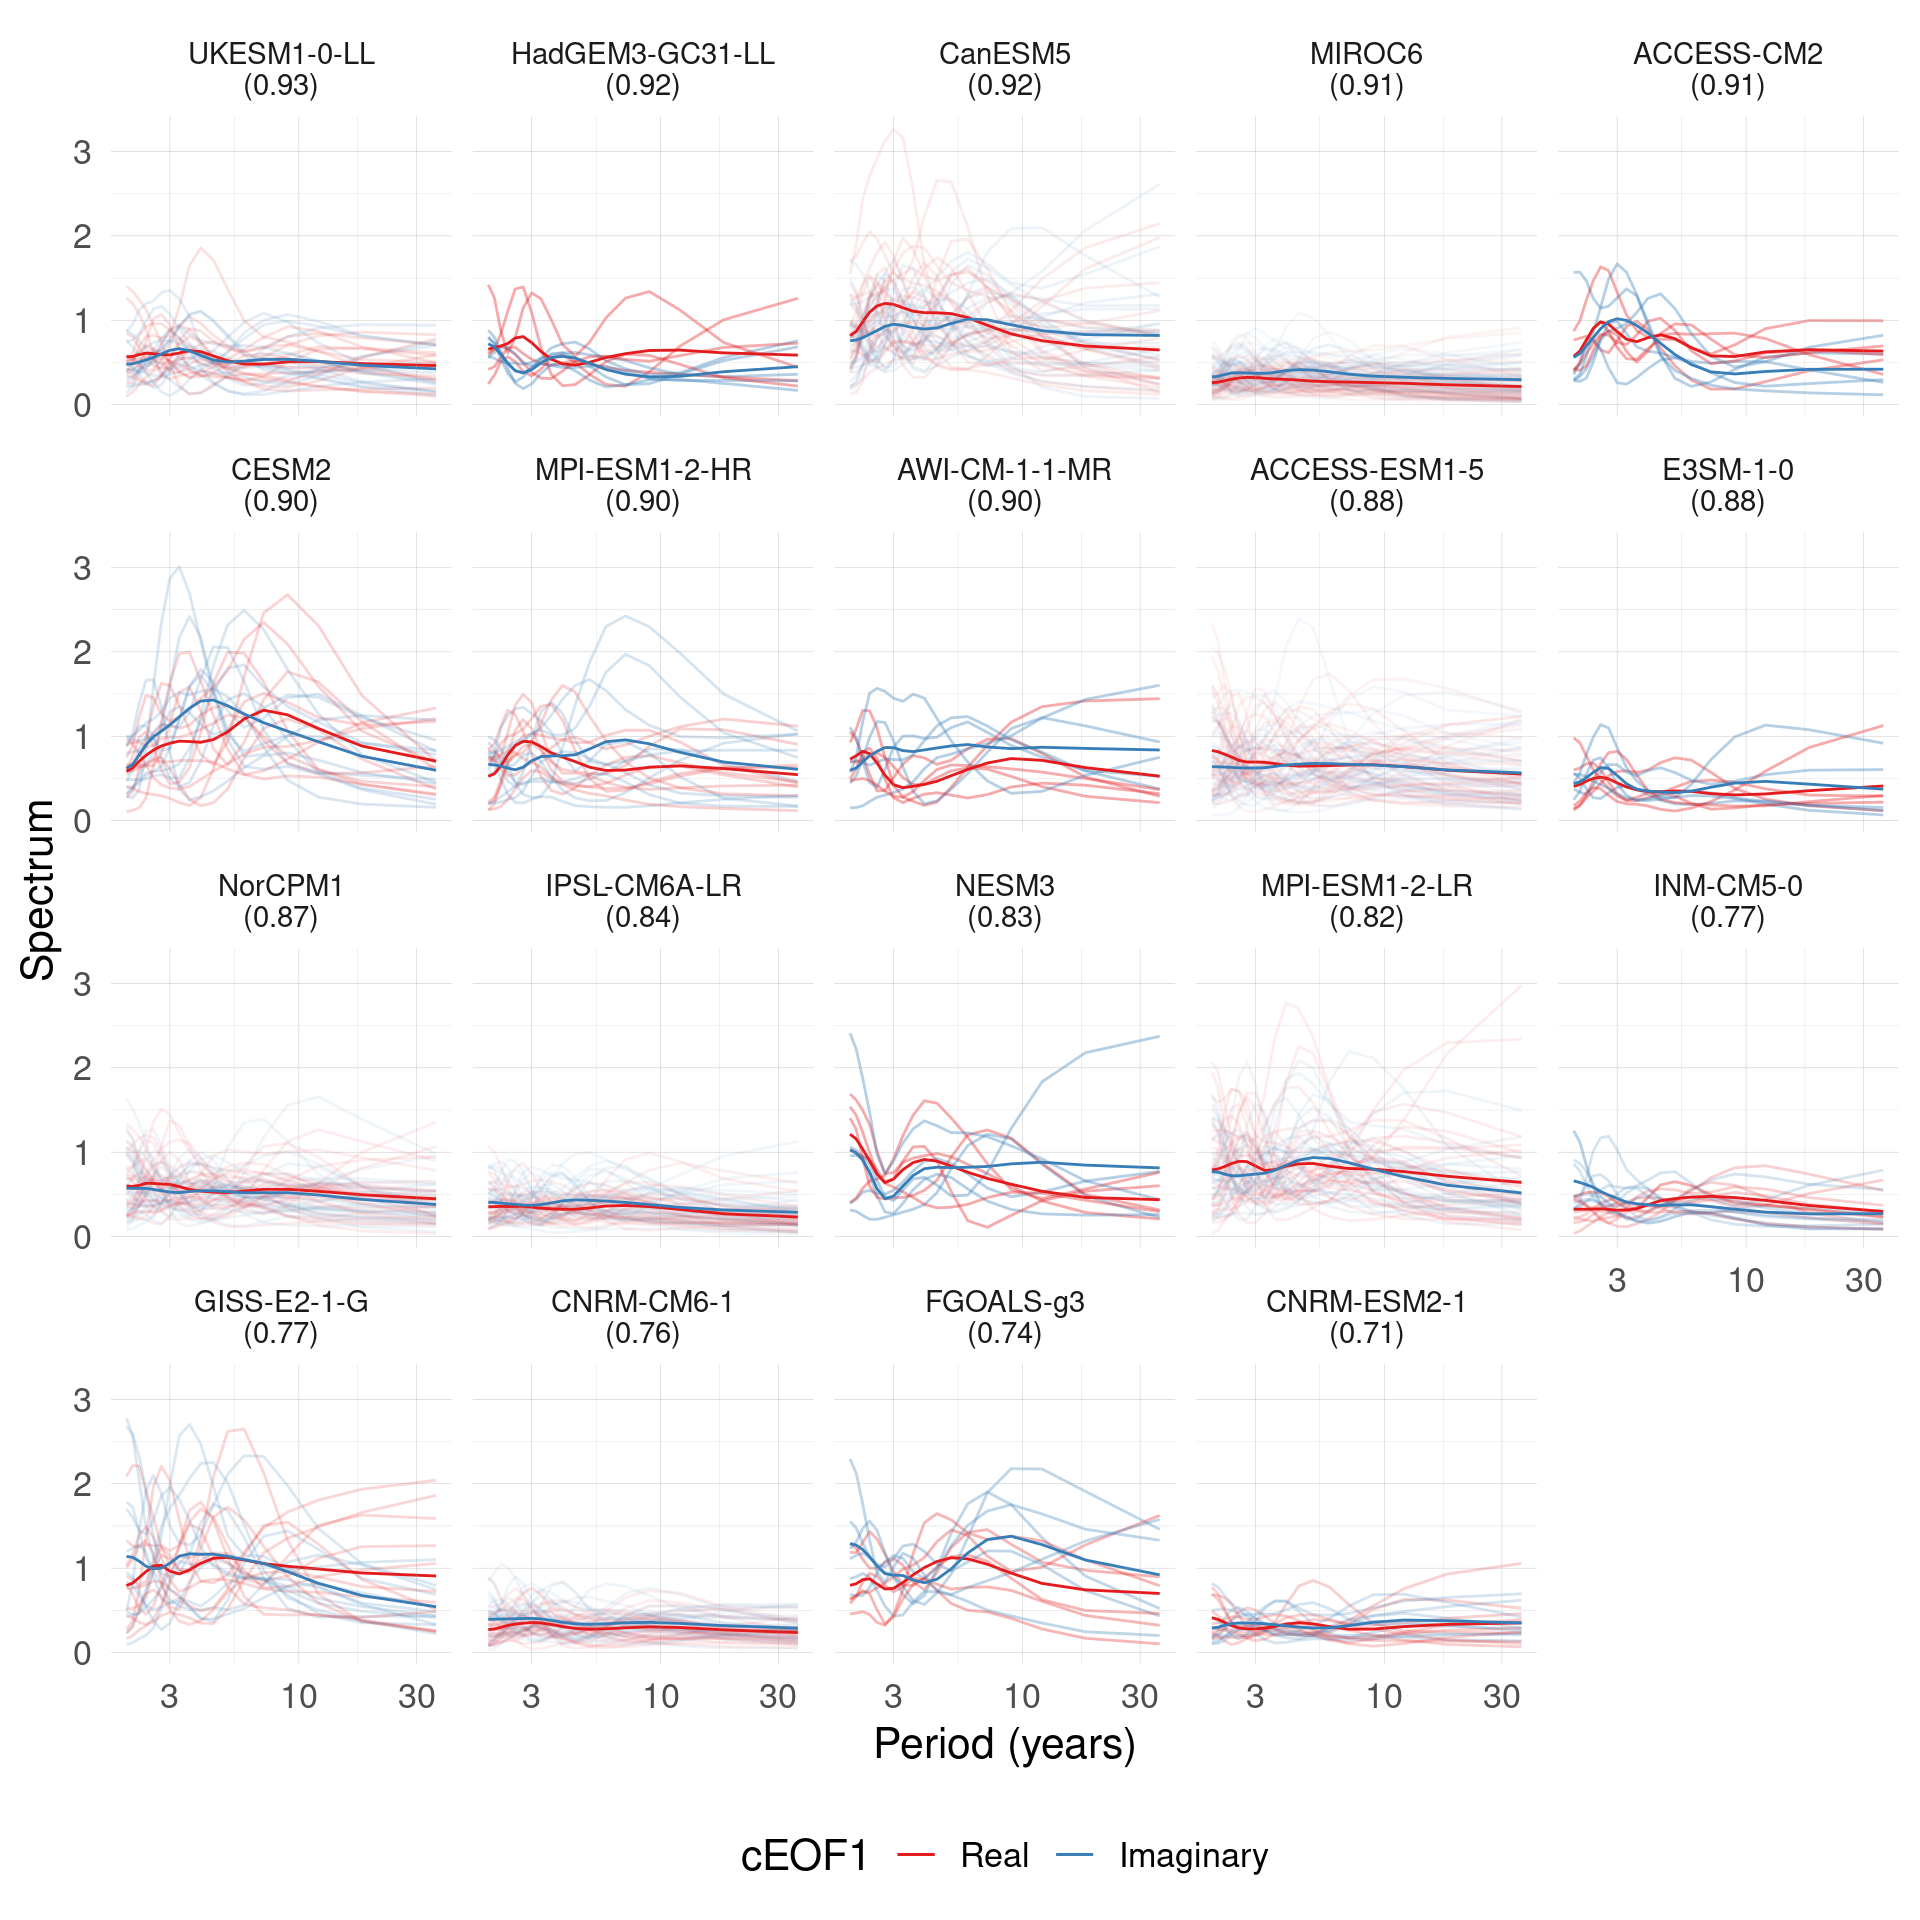 UKESM1-0-LL
(0.93)
HadGEM3-GC31-LL
(0.92)
CanESM5
(0.92)
MIROC6
(0.91)
ACCESS-CM2
(0.91)
3
2
1
0
CESM2
(0.90)
MPI-ESM1-2-HR
(0.90)
AWI-CM-1-1-MR
(0.90)
ACCESS-ESM1-5
(0.88)
E3SM-1-0
(0.88)
3
2
1
0
Spectrum
NorCPM1
(0.87)
IPSL-CM6A-LR
(0.84)
NESM3
(0.83)
MPI-ESM1-2-LR
(0.82)
INM-CM5-0
(0.77)
3
2
1
0
3 10 30
GISS-E2-1-G
(0.77)
CNRM-CM6-1
(0.76)
FGOALS-g3
(0.74)
CNRM-ESM2-1
(0.71)
3
2
1
0
3 10 30
3 10 30
3 10 30
3 10 30
Period (years)
cEOF1 Real Imaginary